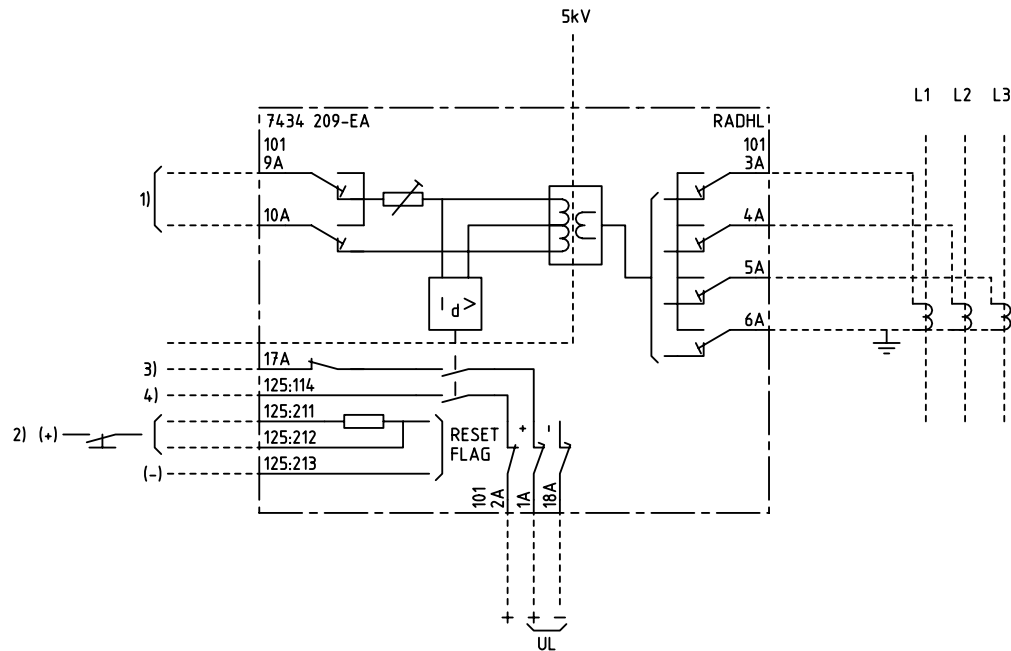 5kV
L1 L2 L3
7434 209-EA RADHL
101 101
9A 3A
1)
10A 4A
5A
I d >
6A
3) 17A
4) 125:114
125:211
2) (+) 125:212
RESET
FLAG
(-) 125:213
+ -
101
2A
1A
18A
+ + -
UL